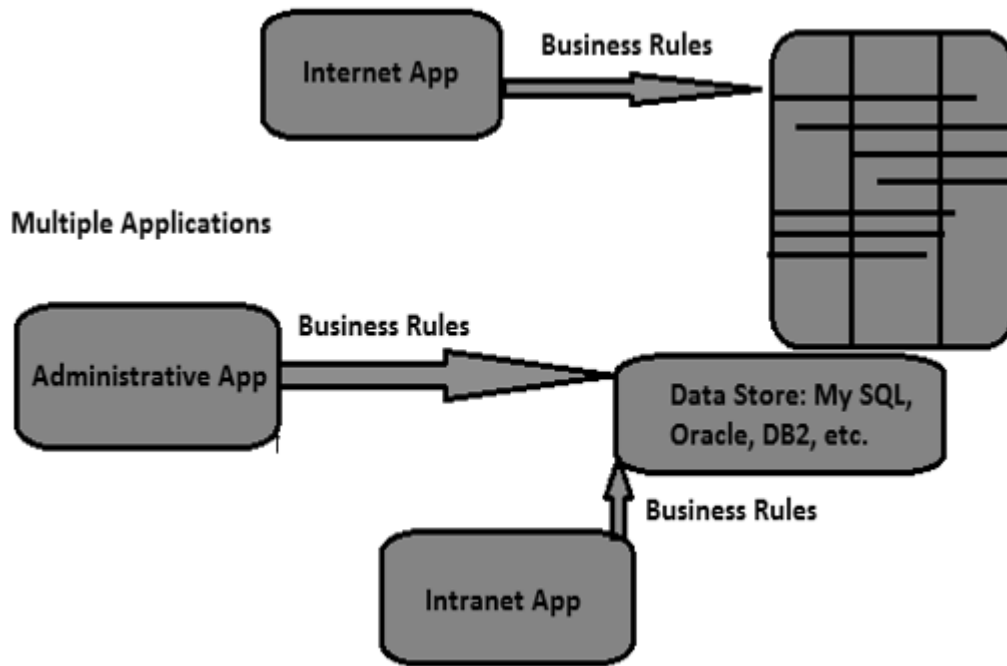 Business Rules
Internet App
Multiple Applications
Business Rules
Administrative App
Data Store: My SQL,
Oracle, DB2, etc.
Business Rules
Intranet App